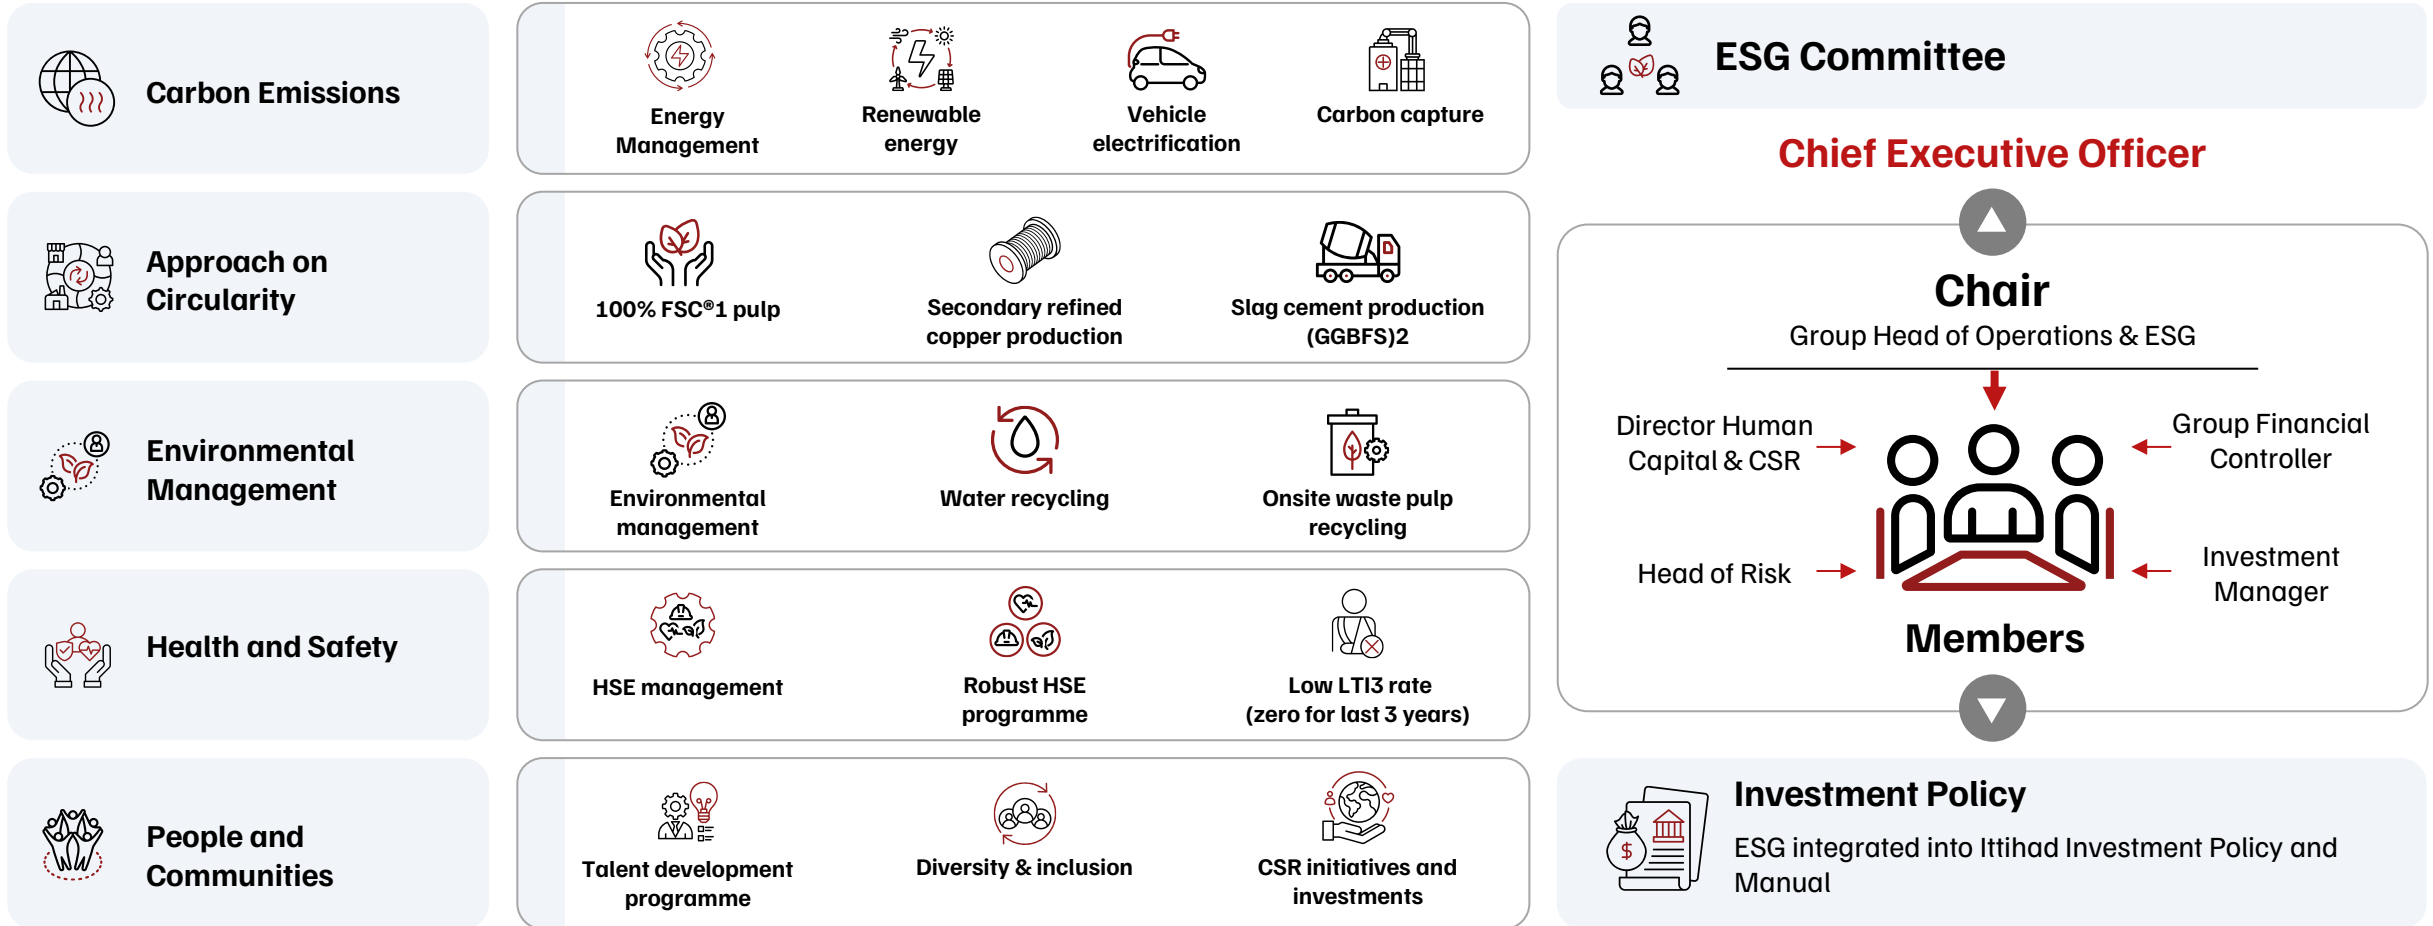 Carbon Emissions
Energy
Management
Renewable
energy
Vehicle
electrification
Carbon capture
Approach on
Circularity
100% FSC®1 pulp
Secondary refined
copper production
Slag cement production
(GGBFS)2
Environmental
Management
Environmental
management
Water recycling
Onsite waste pulp
recycling
Health and Safety
HSE management
Robust HSE
programme
Low LTI3 rate
(zero for last 3 years)
People and
Communities
Talent development
programme
Diversity & inclusion
CSR initiatives and
investments
ESG Committee
Chief Executive Officer
Chair
Group Head of Operations & ESG
Director Human
Capital & CSR
Group Financial
Controller
Head of Risk
Investment
Manager
Members
Investment Policy
ESG integrated into Ittihad Investment Policy and
Manual
$